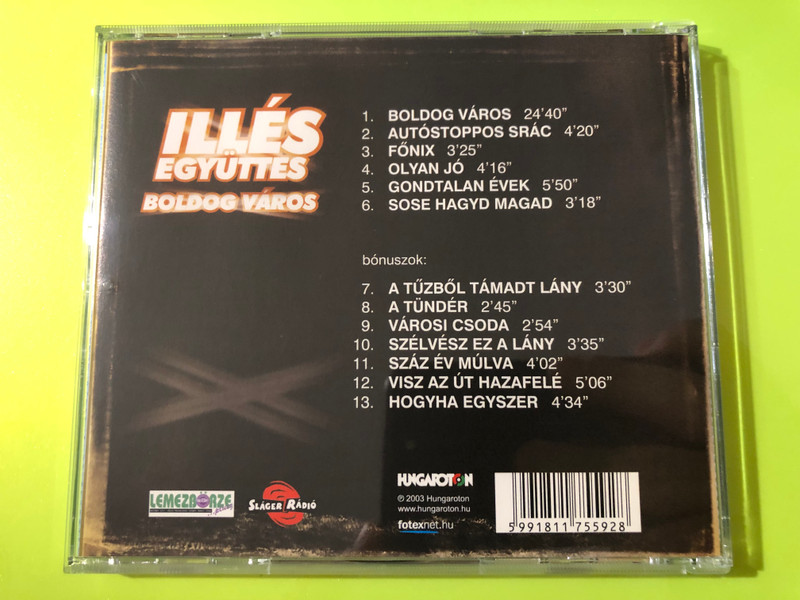 ILLÉS
EGYÜTTES
BOLDOG VÁROS
1. BOLDOG VÁROS 24'40"
2. AUTÓSTOPPOS SRÁC 4'20"
3. FŐNIX 3'25"
4. OLYAN JÓ 4'16"
5. GONDTALAN ÉVEK 5'50"
6. SOSE HAGYD MAGAD 3'18"
bónuszok:
7. A TŰZBŐL TÁMADT LÁNY 3'30"
8. A TÜNDÉR 2'45"
9. VÁROSI CSODA 2'54"
10. SZÉLVÉSZ EZ A LÁNY 3'35"
11. SZÁZ ÉV MÚLVA 4'02"
12. VISZ AZ ÚT HAZAFELÉ 5'06"
13. HOGYHA EGYSZER 4'34"
LEMEZBÖRZE
SLÁGER RÁDIÓ
HUNGAROTON
℗ 2003 Hungaroton
www.hungaroton.hu
fotexnet.hu
5 991811 755928